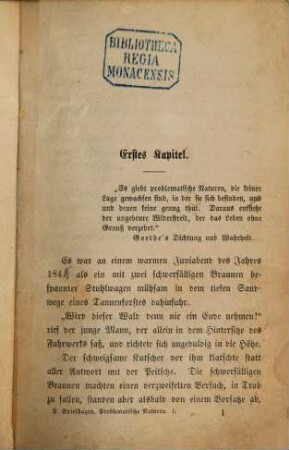 BIBLIOTHECA
REGIA
MONACENSIS
Erstes Kapitel.
„Es giebt problematische Naturen, die keiner
Lage gewachsen sind, in der sie sich befinden, und
und denen keine genug thut. Daraus entsteht
der ungeheure Widerstreit, der das Leben ohne
Genuß verzehrt.“
Goethe's Dichtung und Wahrheit.
Es war an einem warmen Juniabend des Jahres
184 als ein mit zwei schwerfälligen Braunen be-
spannter Stuhlwagen mühsam in dem tiefen Sand-
wege eines Tannenforstes dahinfuhr.
„Wird dieser Wald denn nie ein Ende nehmen?“
rief der junge Mann, der allein in dem Hintersitze des
Fuhrwerks saß, und richtete sich ungeduldig in die Höhe.
Der schweigsame Kutscher vor ihm klatschte statt
aller Antwort mit der Peitsche. Die schwerfälligen
Braunen machten einen verzweifelten Versuch, in Trab
zu fallen, standen aber alsbald von einem Vorsatze ab,
F. Spielhagen, Problematische Naturen. I. 1